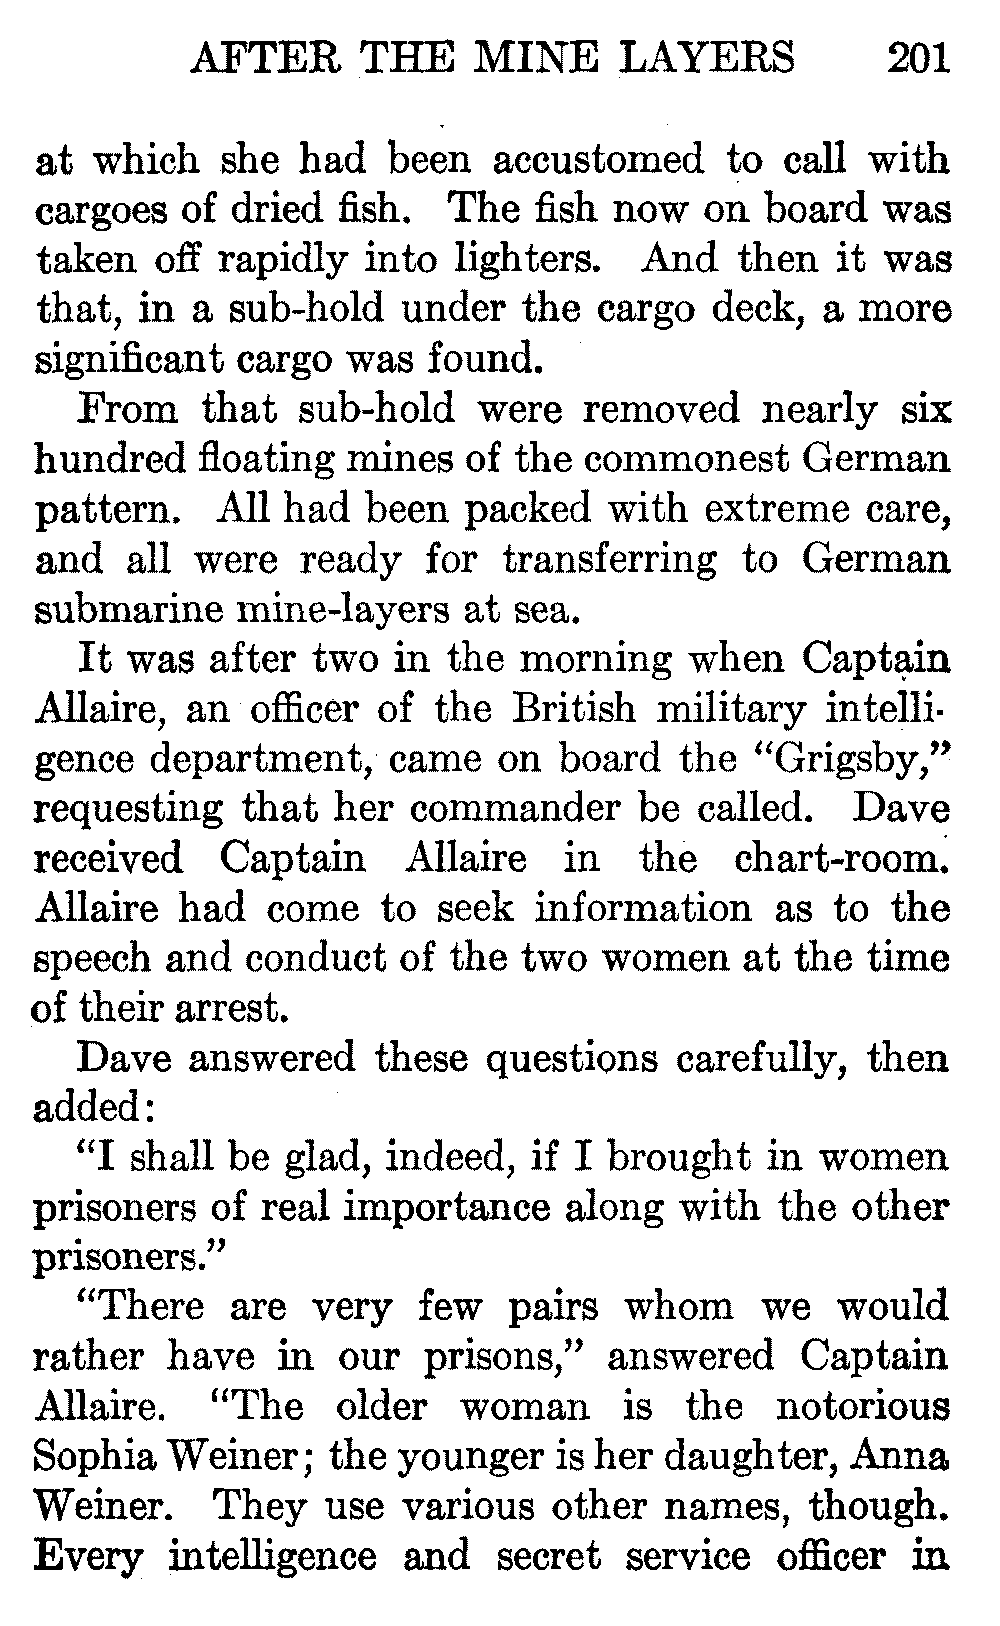 AFTER THE MINE LAYERS 201
at which she had been accustomed to call with
cargoes of dried fish. The fish now on board was
taken off rapidly into lighters. And then it was
that, in a sub-hold under the cargo deck, a more
significant cargo was found.
From that sub-hold were removed nearly six
hundred floating mines of the commonest German
pattern. All had been packed with extreme care,
and all were ready for transferring to German
submarine mine-layers at sea.
It was after two in the morning when Captain
Allaire, an officer of the British military intelli-
gence department, came on board the “Grigsby,”
requesting that her commander be called. Dave
received Captain Allaire in the chart-room.
Allaire had come to seek information as to the
speech and conduct of the two women at the time
of their arrest.
Dave answered these questions carefully, then
added:
“I shall be glad, indeed, if I brought in women
prisoners of real importance along with the other
prisoners.”
“There are very few pairs whom we would
rather have in our prisons,” answered Captain
Allaire. “The older woman is the notorious
Sophia Weiner; the younger is her daughter, Anna
Weiner. They use various other names, though.
Every intelligence and secret service officer in